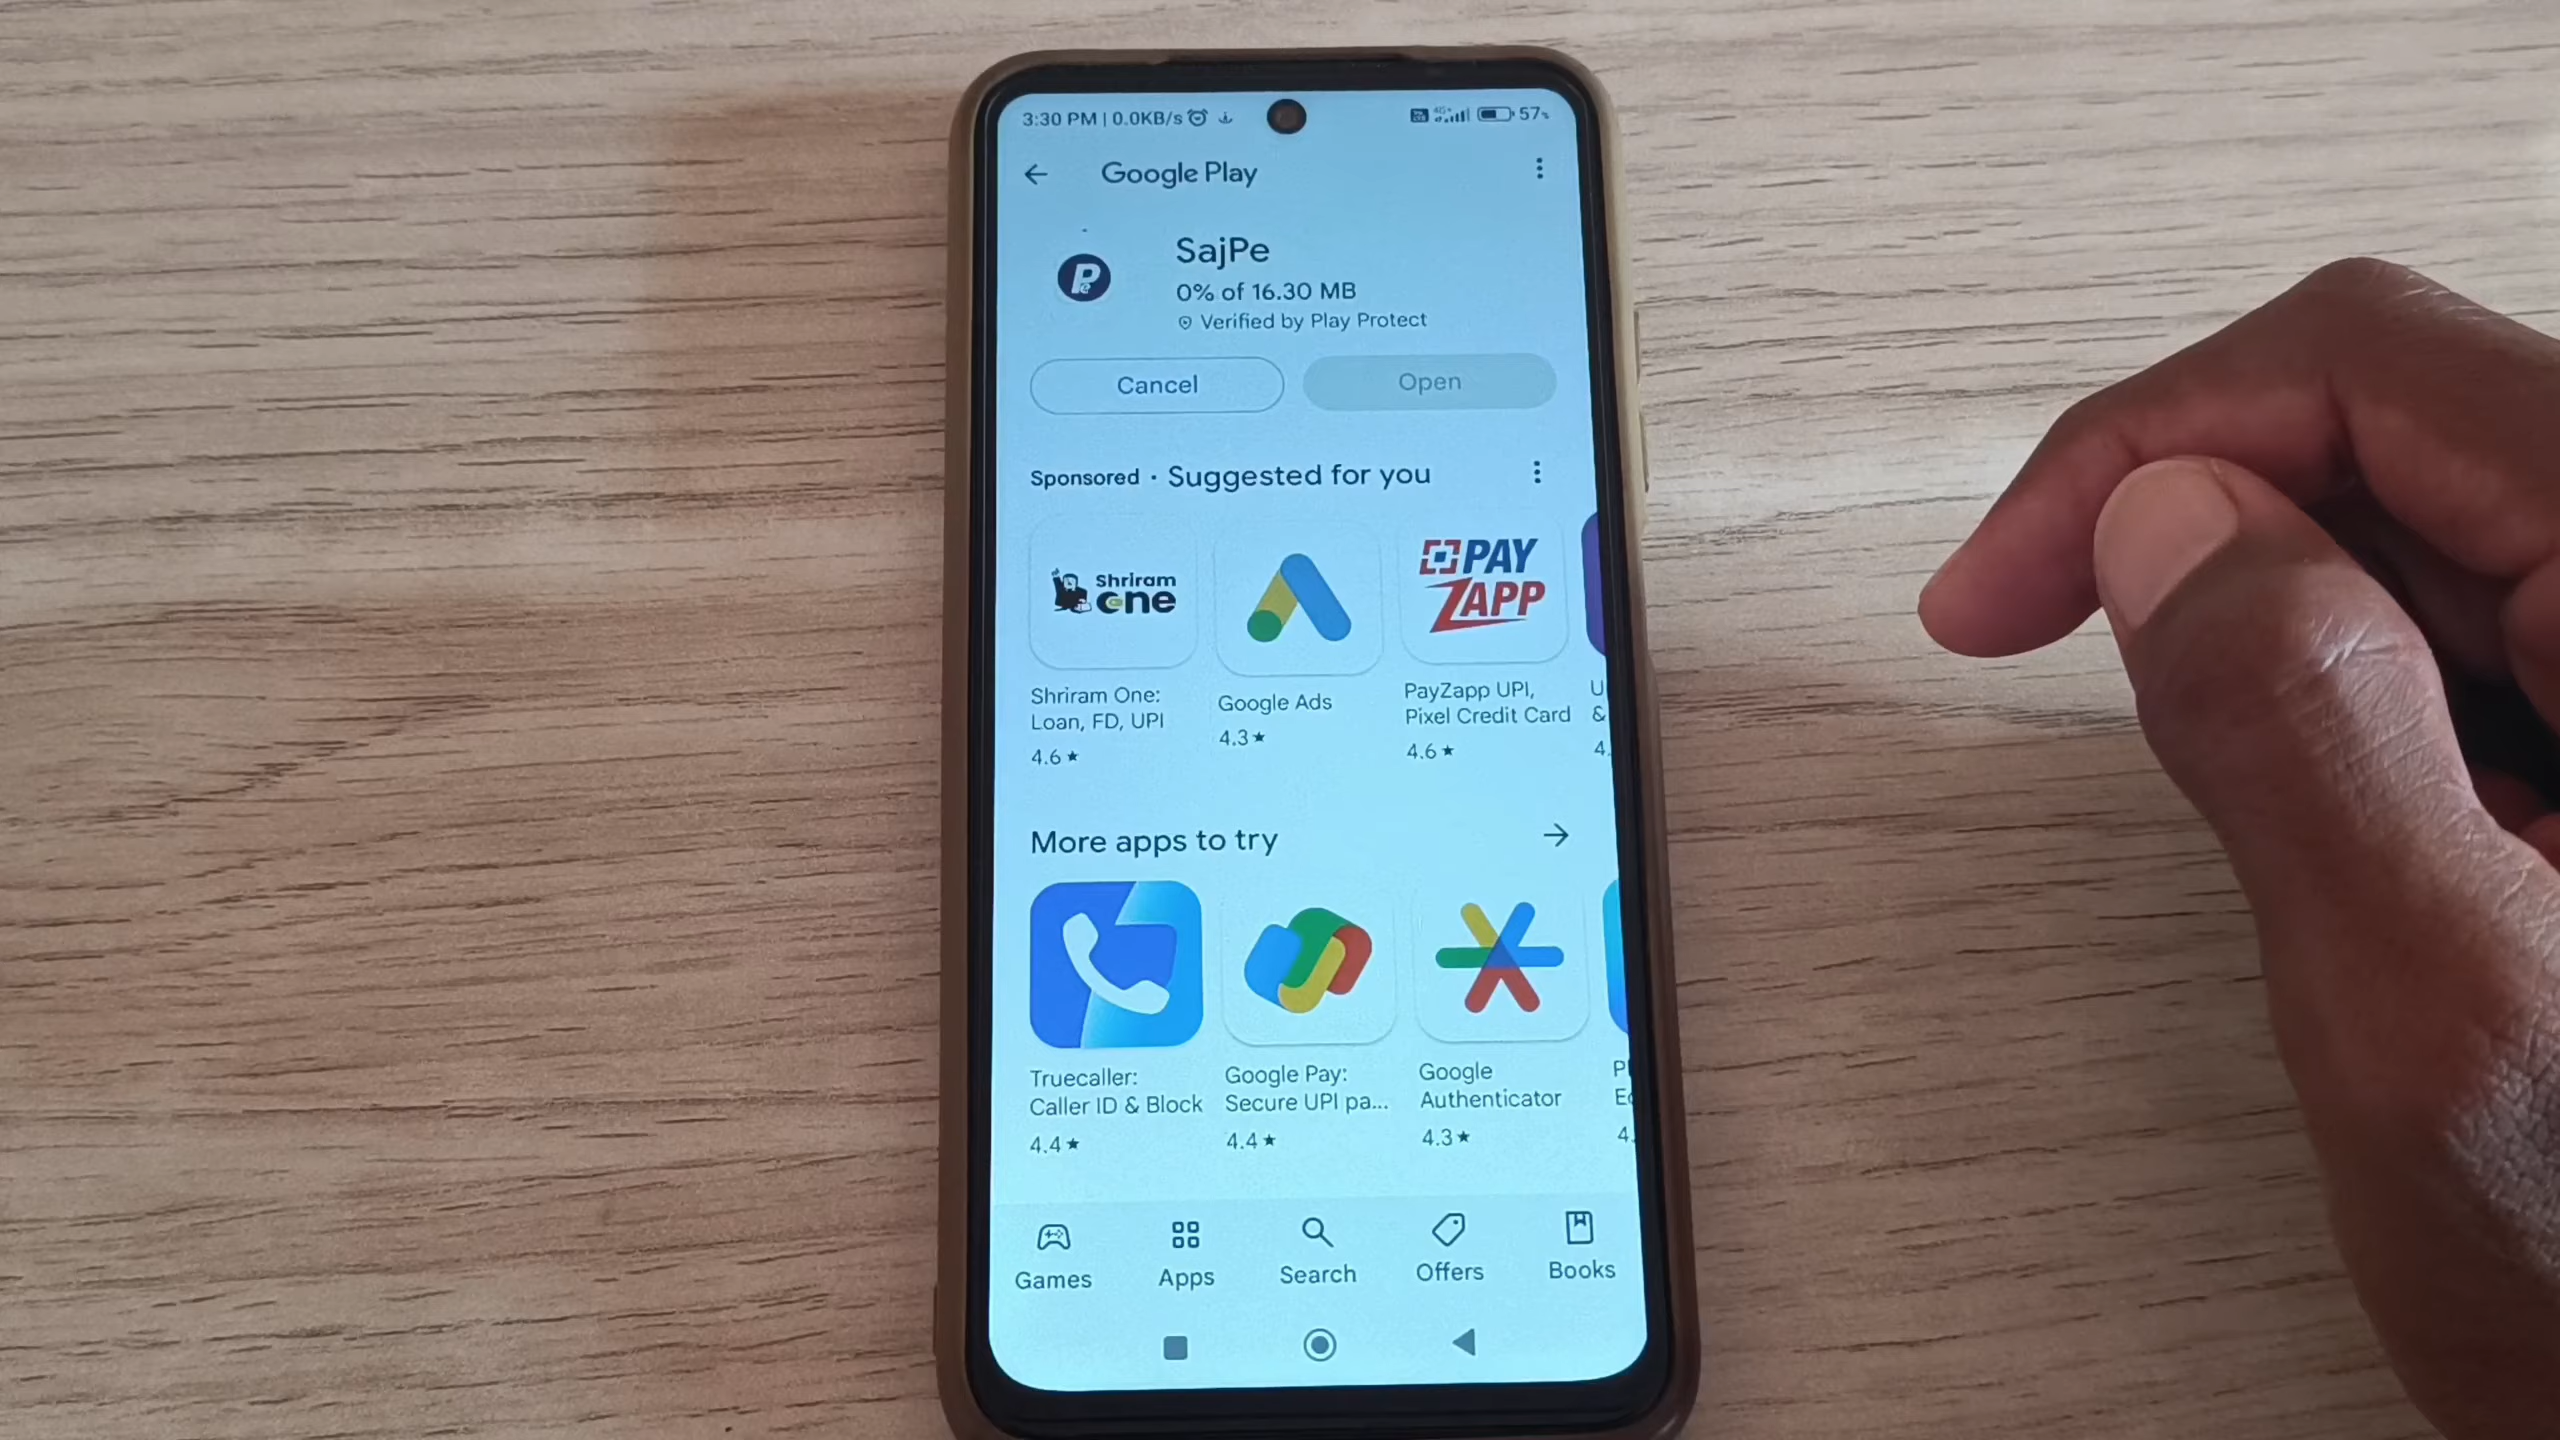 3:30 PM | 0.0KB/s
57%
Google Play
SajPe
0% of 16.30 MB
Verified by Play Protect
Cancel
Open
Sponsored · Suggested for you
Shriram
one
PAY
ZAPP
Shriram One:
Loan, FD, UPI
4.6★
Google Ads
4.3★
PayZapp UPI,
Pixel Credit Card
4.6★
U
&
4.
More apps to try
Truecaller:
Caller ID & Block
4.4★
Google Pay:
Secure UPI pa...
4.4★
Google
Authenticator
4.3★
4.
Games
Apps
Search
Offers
Books